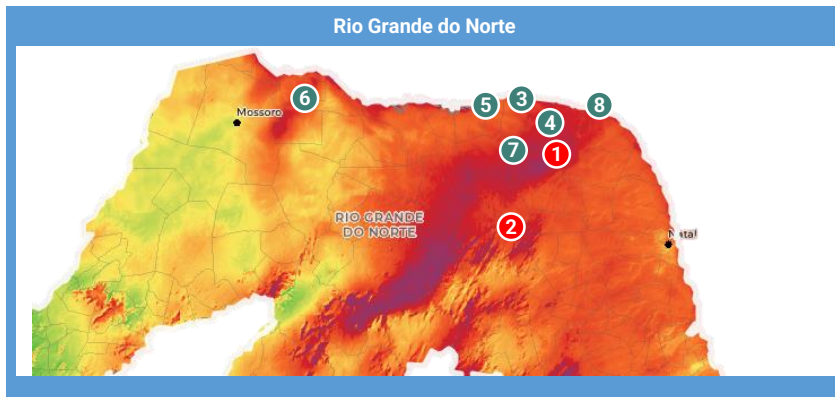 Rio Grande do Norte
6
5
3
8
Mossoro
4
7
1
RIO GRANDE
DO NORTE
2
Natal